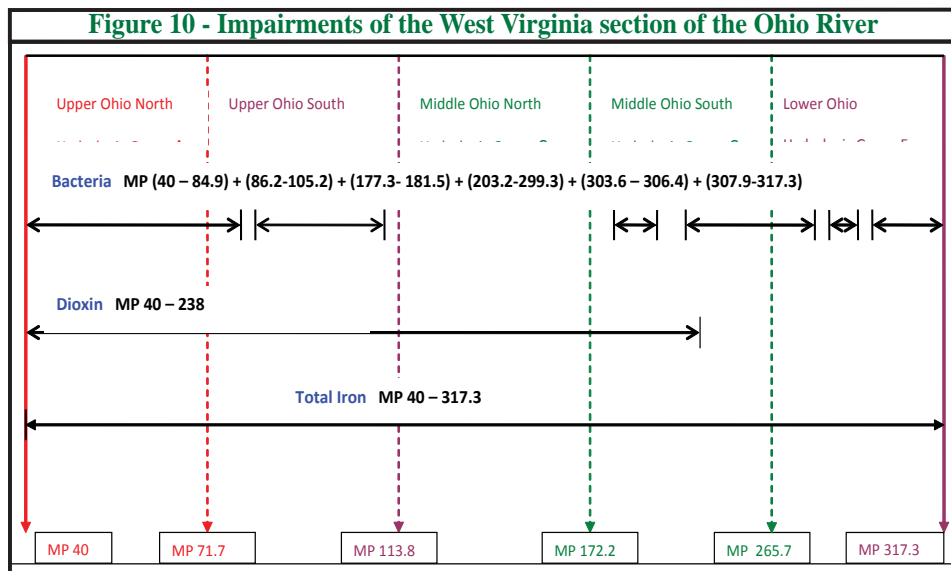 Figure 10 - Impairments of the West Virginia section of the Ohio River
Upper Ohio North Upper Ohio South Middle Ohio North Middle Ohio South Lower Ohio
Bacteria MP (40 – 84.9) + (86.2-105.2) + (177.3- 181.5) + (203.2-299.3) + (303.6 – 306.4) + (307.9-317.3)
Dioxin MP 40 – 238
Total Iron MP 40 – 317.3
MP 40 MP 71.7 MP 113.8 MP 172.2 MP 265.7 MP 317.3